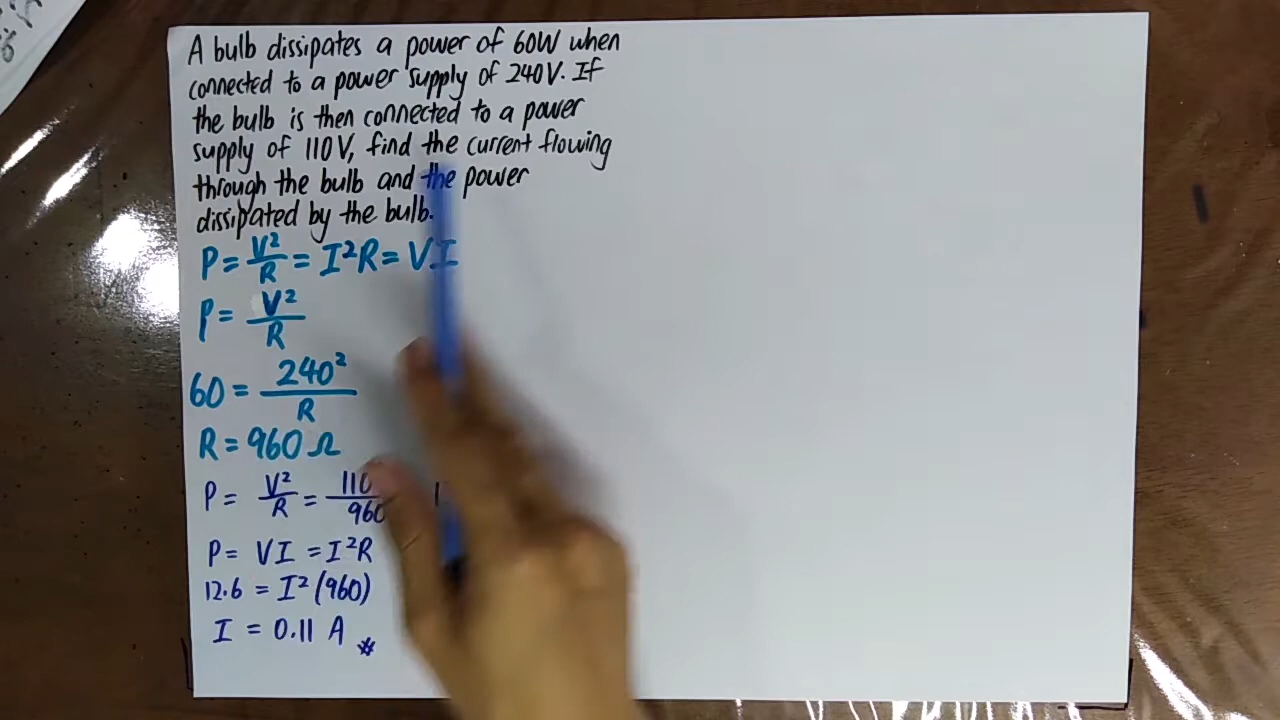 A bulb dissipates a power of 60W when
connected to a power supply of 240V. If
the bulb is then connected to a power
supply of 110V, find the current flowing
through the bulb and the power
dissipated by the bulb.
P = V²/R = I²R = VI
P = V²/R
60 = 240²/R
R = 960 Ω
P = V²/R = 110/960
P = VI = I²R
12.6 = I²(960)
I = 0.11 A #